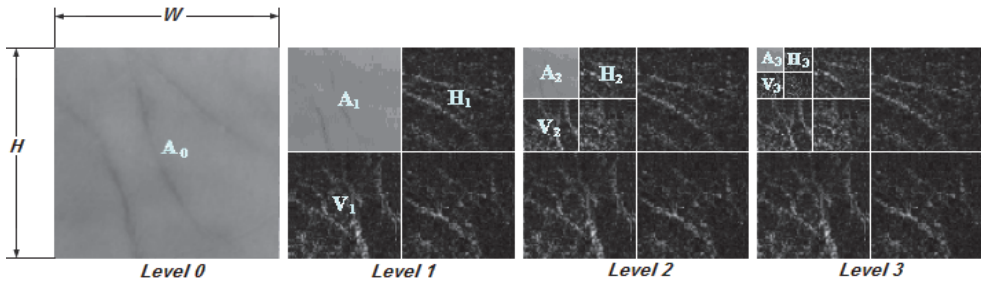 W
H
A0
A1
H1
V1
A2
H2
V2
A3
H3
V3
Level 0
Level 1
Level 2
Level 3